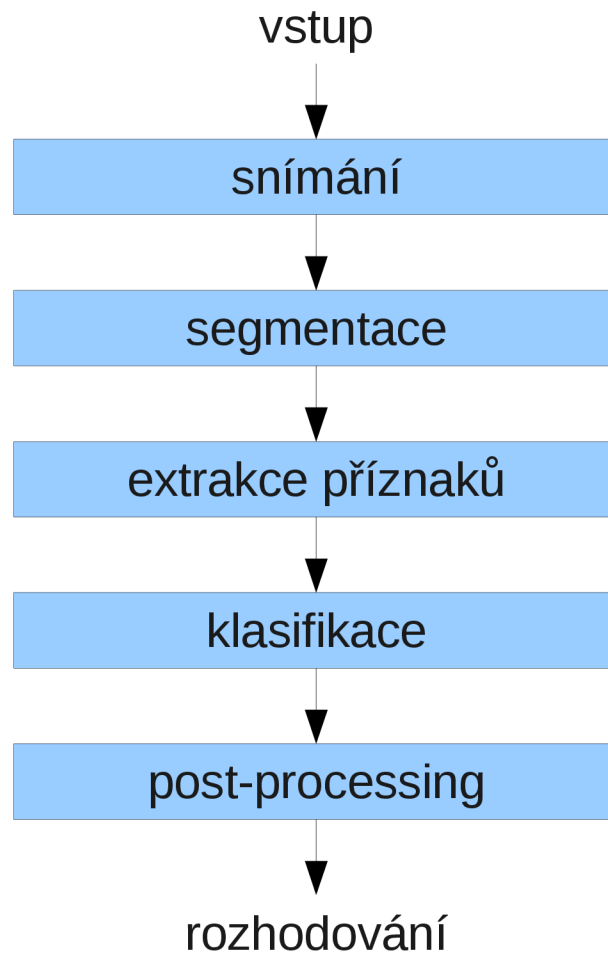 vstup
snímání
segmentace
extrakce příznaků
klasifikace
post-processing
rozhodování